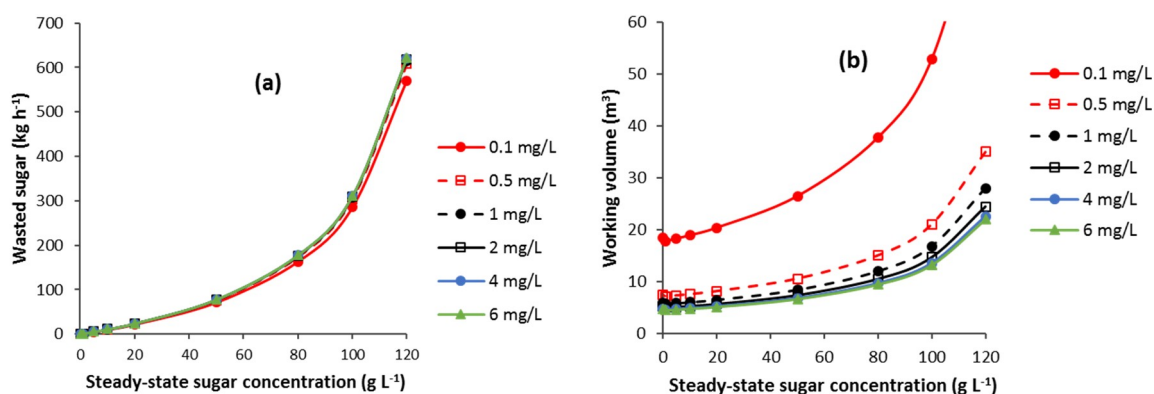 700
600
500
400
300
200
100
0
0 20 40 60 80 100 120
Wasted sugar (kg h⁻¹)
Steady-state sugar concentration (g L⁻¹)
(a)
0.1 mg/L
0.5 mg/L
1 mg/L
2 mg/L
4 mg/L
6 mg/L
60
50
40
30
20
10
0
0 20 40 60 80 100 120
Working volume (m³)
Steady-state sugar concentration (g L⁻¹)
(b)
0.1 mg/L
0.5 mg/L
1 mg/L
2 mg/L
4 mg/L
6 mg/L